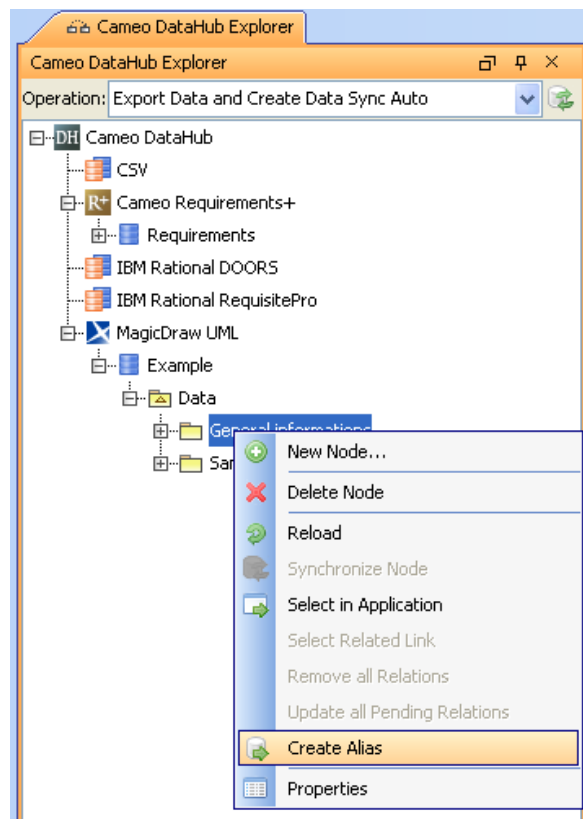 Cameo DataHub Explorer
Cameo DataHub Explorer
Operation: Export Data and Create Data Sync Auto
DH Cameo DataHub
CSV
R+ Cameo Requirements+
Requirements
IBM Rational DOORS
IBM Rational RequisitePro
MagicDraw UML
Example
Data
General informations
New Node...
Delete Node
Reload
Synchronize Node
Select in Application
Select Related Link
Remove all Relations
Update all Pending Relations
Create Alias
Properties